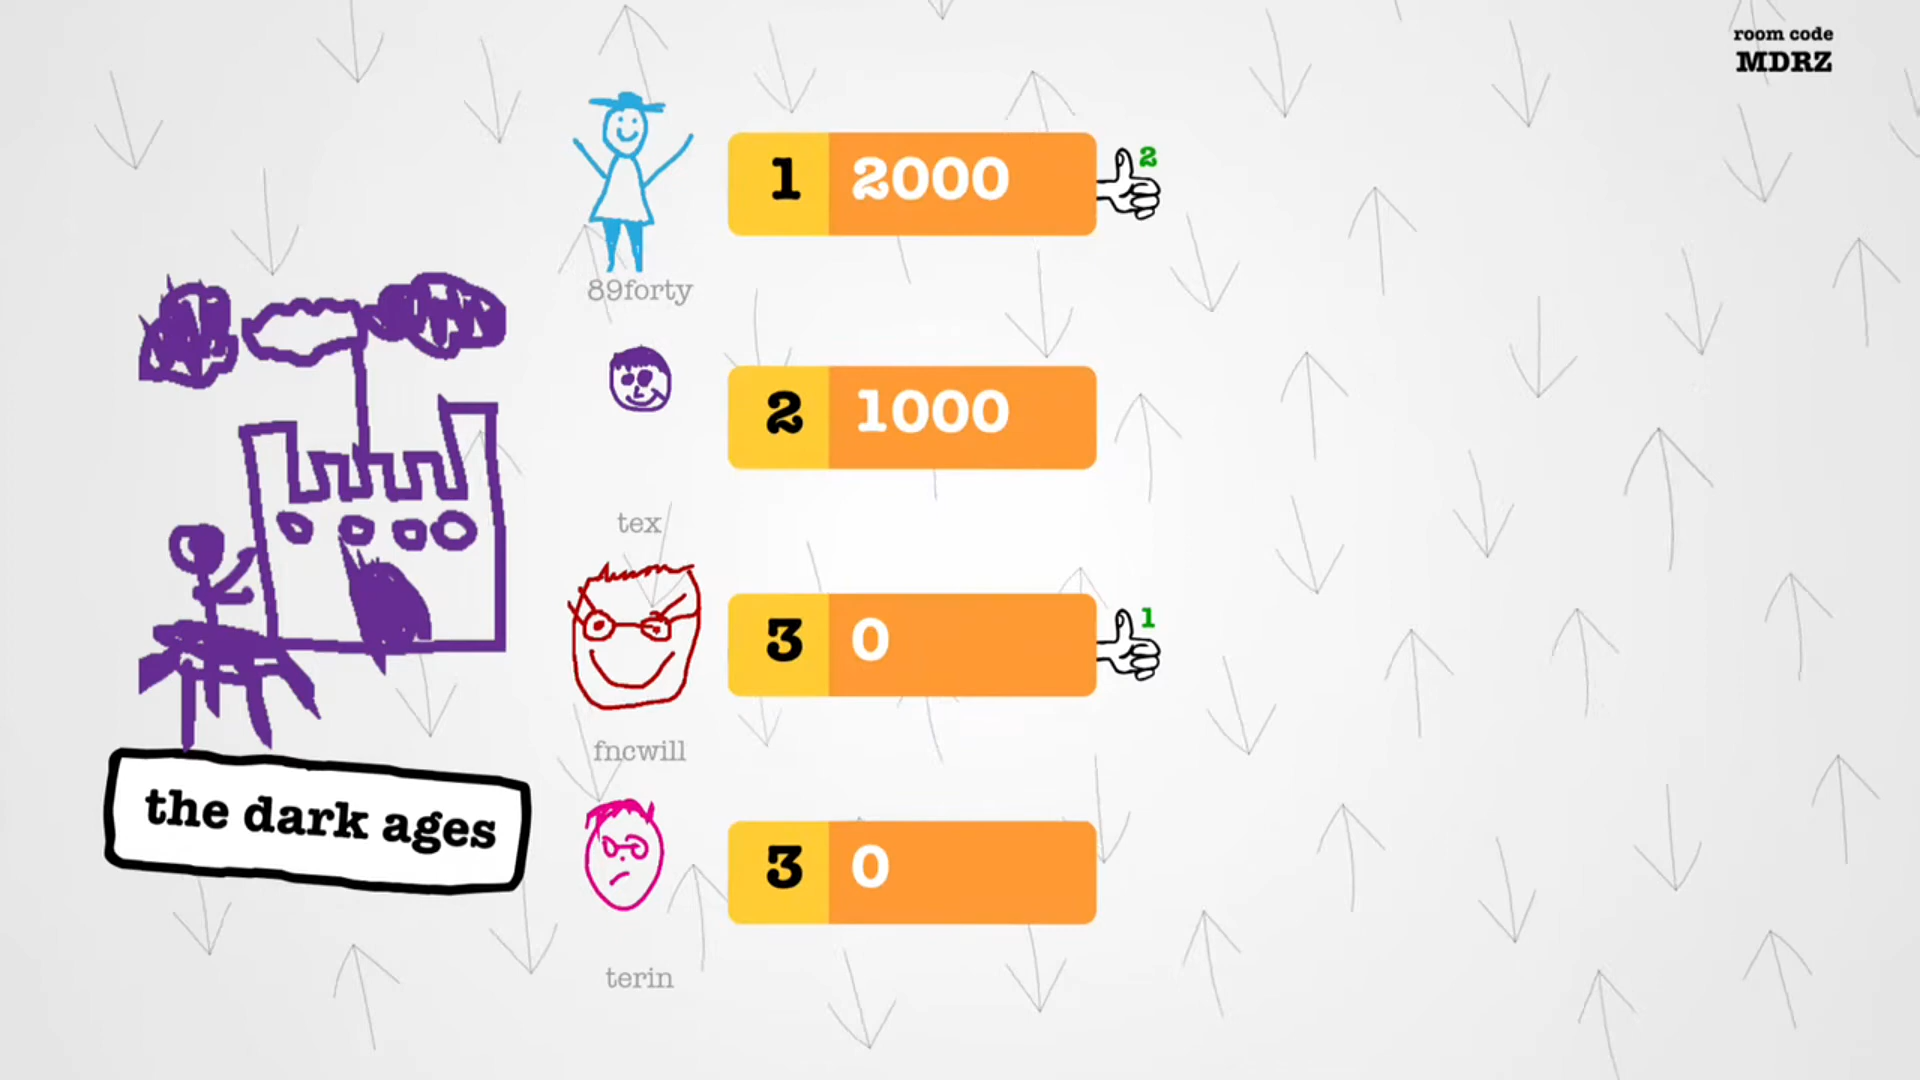 room code
MDRZ
1 2000
2
89forty
2 1000
tex
3 0
1
fncwill
the dark ages
3 0
terin